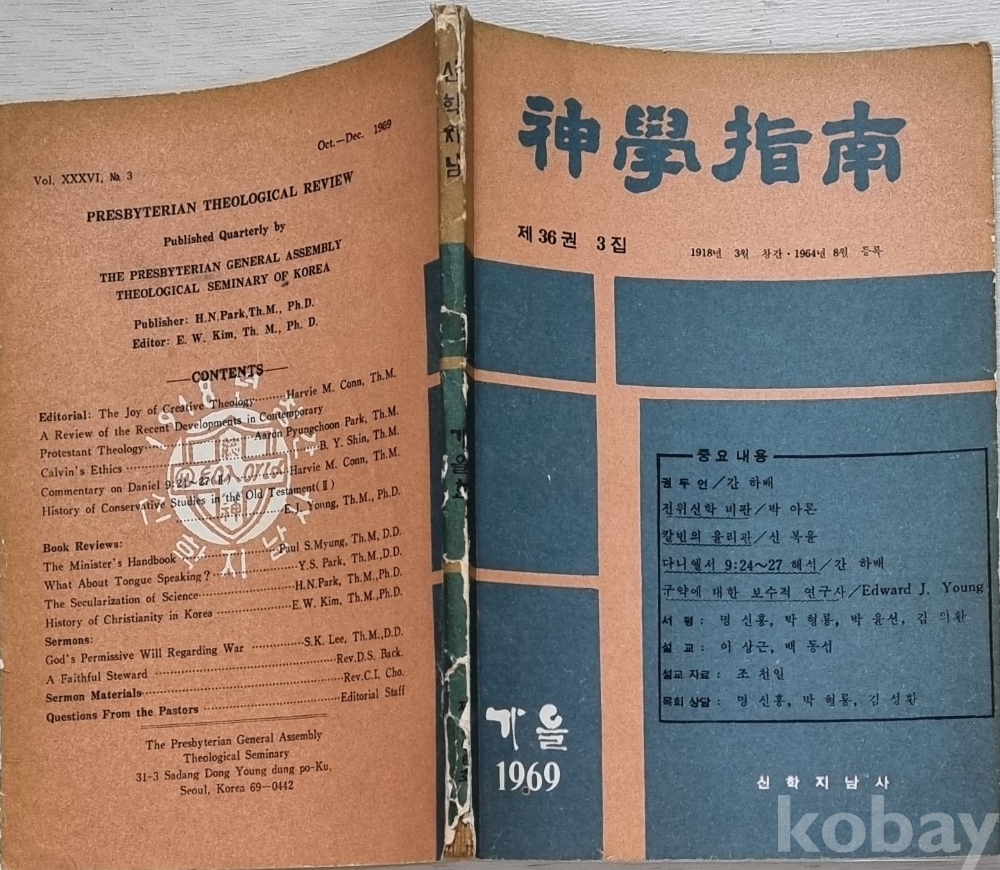 Vol. XXXVI, No. 3
Oct.—Dec. 1969
PRESBYTERIAN THEOLOGICAL REVIEW
Published Quarterly by
THE PRESBYTERIAN GENERAL ASSEMBLY
THEOLOGICAL SEMINARY OF KOREA
Publisher: H.N.Park,Th.M., Ph.D.
Editor: E. W. Kim, Th. M., Ph. D.
CONTENTS
Editorial: The Joy of Creative Theology........Harvie M. Conn, Th.M.
A Review of the Recent Developments in Contemporary
Protestant Theology........Aaron Pyungchoon Park, Th.M.
Calvin's Ethics........B. Y. Shin, Th.M.
Commentary on Daniel 9:21~27(Ⅱ)........Harvie M. Conn, Th.M.
History of Conservative Studies in the Old Testament(Ⅱ)
........E.J. Young, Th.M., Ph.D.
Book Reviews:
The Minister's Handbook........Paul S.Myung, Th.M, D.D.
What About Tongue Speaking?........Y.S. Park, Th.M.,D.D.
The Secularization of Science........H.N.Park, Th.M.,Ph.D.
History of Christianity in Korea........E.W. Kim, Th.M.,Ph.D.
Sermons:
God's Permissive Will Regarding War........S.K. Lee, Th.M.,D.D.
A Faithful Steward........Rev.D.S. Back.
Sermon Materials........Rev.C.I. Cho.
Questions From the Pastors........Editorial Staff
The Presbyterian General Assembly
Theological Seminary
31-3 Sadang Dong Young dung po-Ku,
Seoul, Korea 69—0442
신학지남
가을호
神學指南
제 36 권 3 집
1918년 3월 창간·1964년 8월 등록
중요내용
권두언/간 하배
전위신학 비판/박 아론
칼빈의 윤리관/신 복윤
다니엘서 9:24~27 해석/간 하배
구약에 대한 보수적 연구사/Edward J. Young
서 평: 명 신홍, 박 형룡, 박 윤선, 김 의환
설 교: 이 상근, 백 동섭
설교 자료: 조 천일
목회 상담: 명 신홍, 박 형룡, 김 성환
가을
1969
신학지남사
kobay